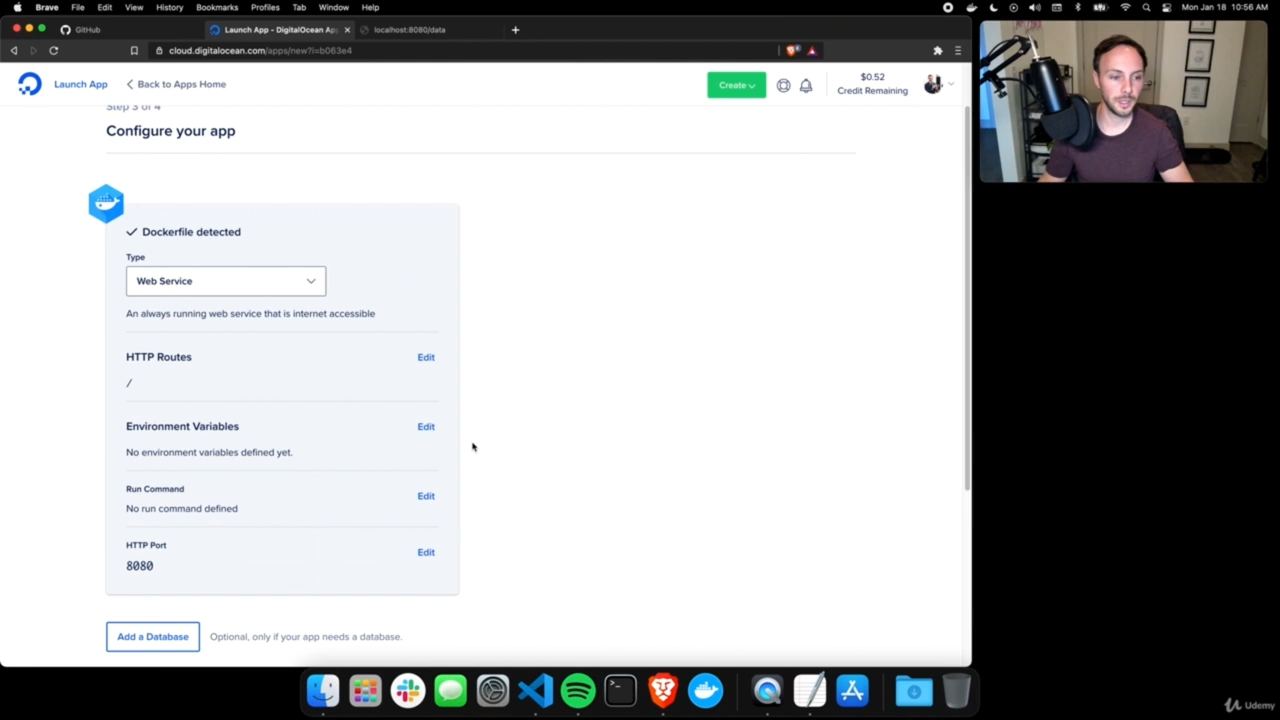 Brave File Edit View History Bookmarks Profiles Tab Window Help
Mon Jan 18 10:56 AM
GitHub
Launch App - DigitalOcean Ap
localhost:8080/data
cloud.digitalocean.com/apps/new?i=b063e4
Launch App
Back to Apps Home
Create
$0.52
Credit Remaining
Step 3 of 4
Configure your app
Dockerfile detected
Type
Web Service
An always running web service that is internet accessible
HTTP Routes
Edit
/
Environment Variables
Edit
No environment variables defined yet.
Run Command
Edit
No run command defined
HTTP Port
Edit
8080
Add a Database
Optional, only if your app needs a database.
Udemy